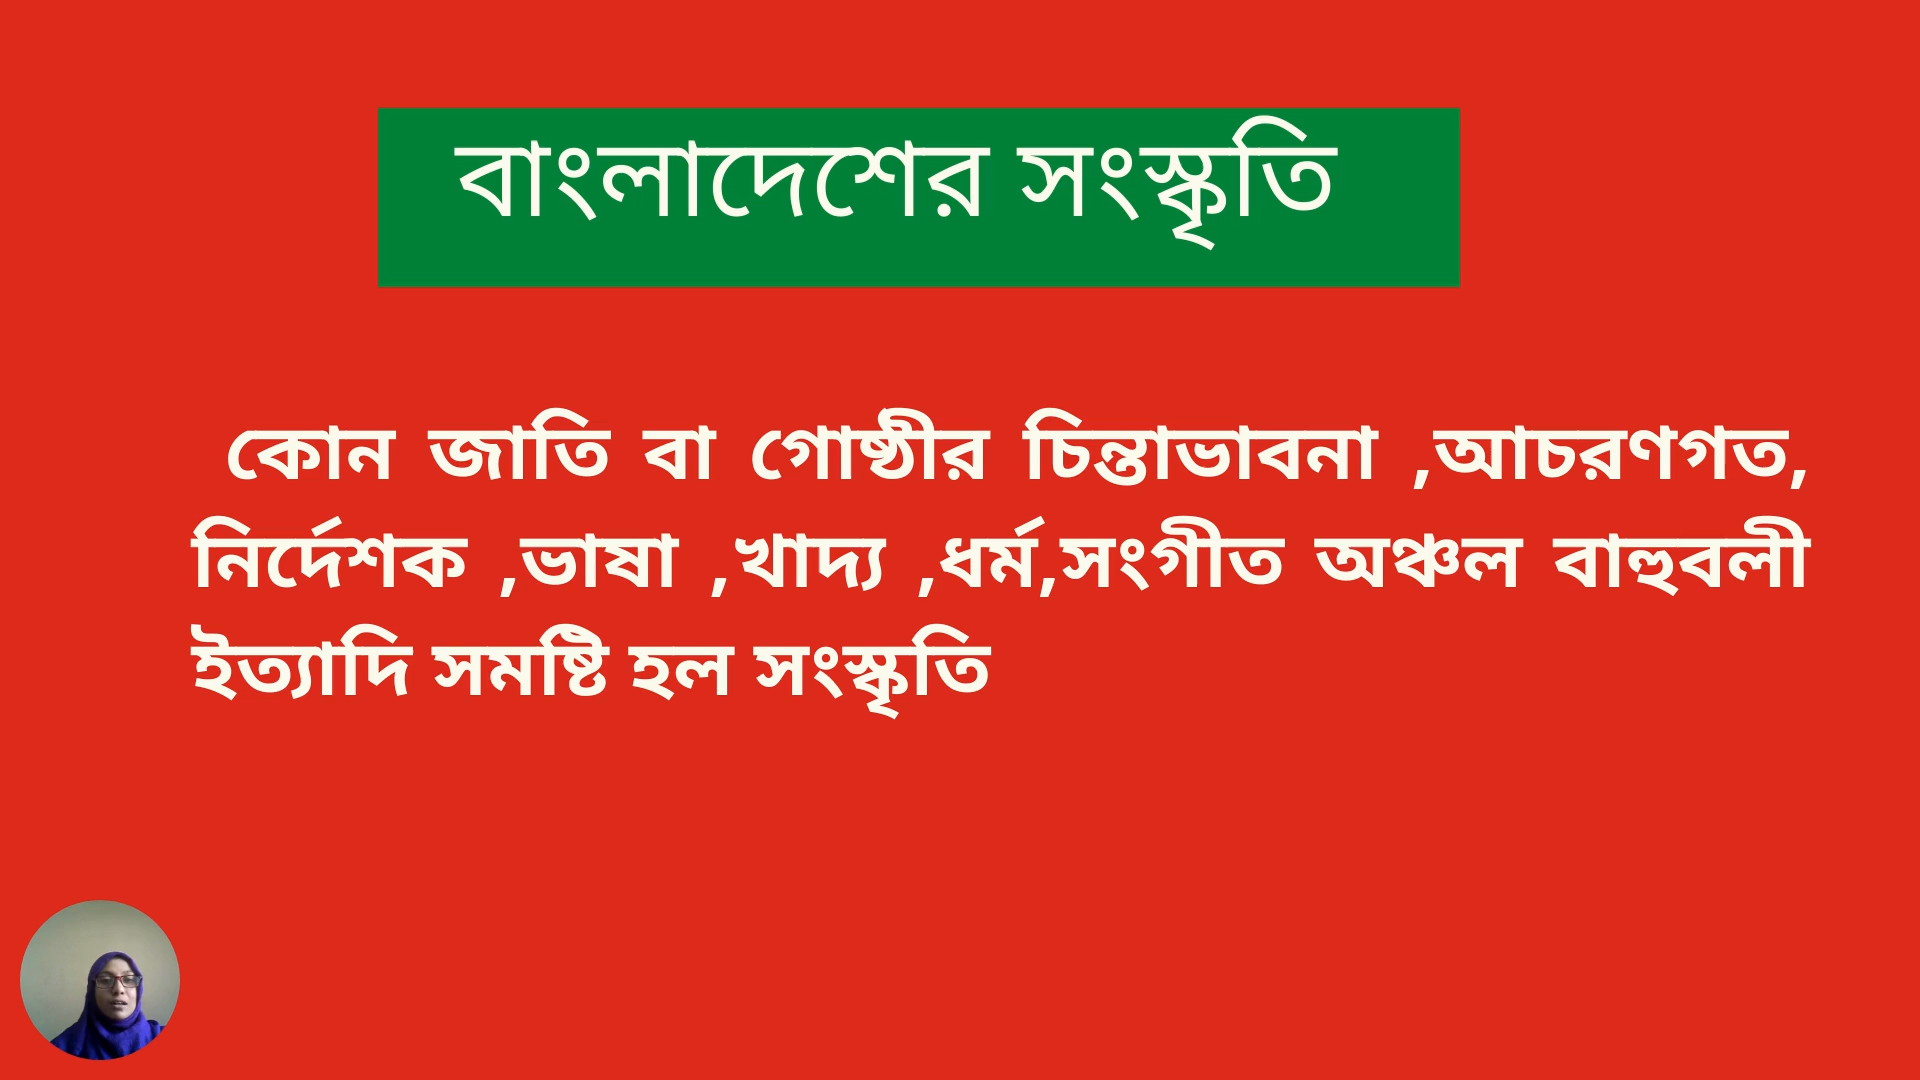 বাংলাদেশের সংস্কৃতি
কোন জাতি বা গোষ্ঠীর চিন্তাভাবনা ,আচরণগত,
নির্দেশক ,ভাষা ,খাদ্য ,ধর্ম,সংগীত অঞ্চল বাহুবলী
ইত্যাদি সমষ্টি হল সংস্কৃতি